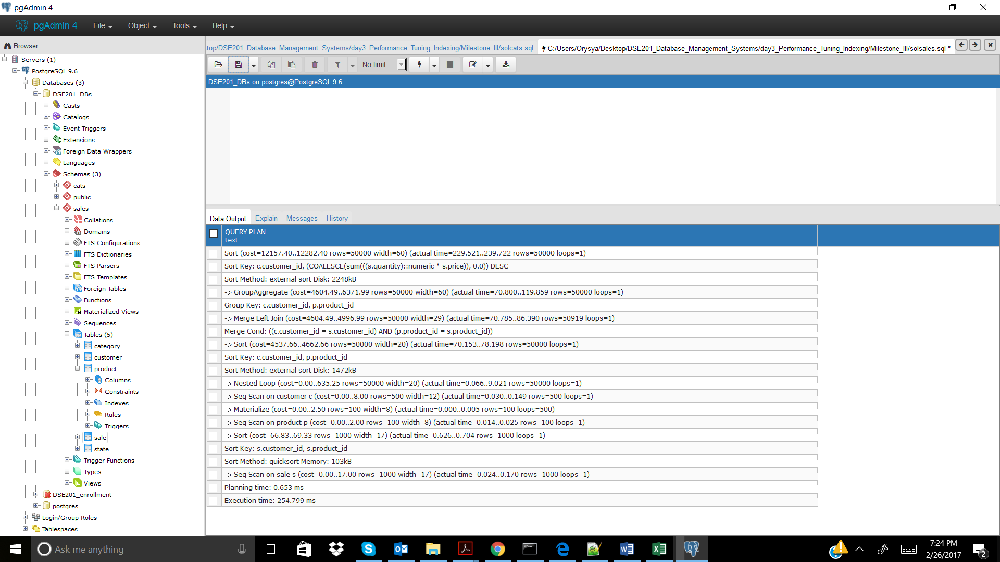 pgAdmin 4
pgAdmin 4 File Object Tools Help
Browser
ktop/DSE201_Database_Management_Systems/day3_Performance_Tuning_Indexing/Milestone_III/solcats.sql
C:/Users/Orysya/Desktop/DSE201_Database_Management_Systems/day3_Performance_Tuning_Indexing/Milestone_III/solsales.sql *
No limit
DSE201_DBs on postgres@PostgreSQL 9.6
Servers (1)
PostgreSQL 9.6
Databases (3)
DSE201_DBs
Casts
Catalogs
Event Triggers
Extensions
Foreign Data Wrappers
Languages
Schemas (3)
cats
public
sales
Collations
Domains
FTS Configurations
FTS Dictionaries
FTS Parsers
FTS Templates
Foreign Tables
Functions
Materialized Views
Sequences
Tables (5)
category
customer
product
Columns
Constraints
Indexes
Rules
Triggers
sale
state
Trigger Functions
Types
Views
DSE201_enrollment
postgres
Login/Group Roles
Tablespaces
Data Output Explain Messages History
QUERY PLAN
text
Sort (cost=12157.40..12282.40 rows=50000 width=60) (actual time=229.521..239.722 rows=50000 loops=1)
Sort Key: c.customer_id, (COALESCE(sum(((s.quantity)::numeric * s.price)), 0.0)) DESC
Sort Method: external sort Disk: 2248kB
-> GroupAggregate (cost=4604.49..6371.99 rows=50000 width=60) (actual time=70.800..119.859 rows=50000 loops=1)
Group Key: c.customer_id, p.product_id
-> Merge Left Join (cost=4604.49..4996.99 rows=50000 width=29) (actual time=70.785..86.390 rows=50919 loops=1)
Merge Cond: ((c.customer_id = s.customer_id) AND (p.product_id = s.product_id))
-> Sort (cost=4537.66..4662.66 rows=50000 width=20) (actual time=70.153..78.198 rows=50000 loops=1)
Sort Key: c.customer_id, p.product_id
Sort Method: external sort Disk: 1472kB
-> Nested Loop (cost=0.00..635.25 rows=50000 width=20) (actual time=0.066..9.021 rows=50000 loops=1)
-> Seq Scan on customer c (cost=0.00..8.00 rows=500 width=12) (actual time=0.030..0.149 rows=500 loops=1)
-> Materialize (cost=0.00..2.50 rows=100 width=8) (actual time=0.000..0.005 rows=100 loops=500)
-> Seq Scan on product p (cost=0.00..2.00 rows=100 width=8) (actual time=0.014..0.025 rows=100 loops=1)
-> Sort (cost=66.83..69.33 rows=1000 width=17) (actual time=0.626..0.704 rows=1000 loops=1)
Sort Key: s.customer_id, s.product_id
Sort Method: quicksort Memory: 103kB
-> Seq Scan on sale s (cost=0.00..17.00 rows=1000 width=17) (actual time=0.024..0.170 rows=1000 loops=1)
Planning time: 0.653 ms
Execution time: 254.799 ms
Ask me anything
7:24 PM
2/26/2017
2